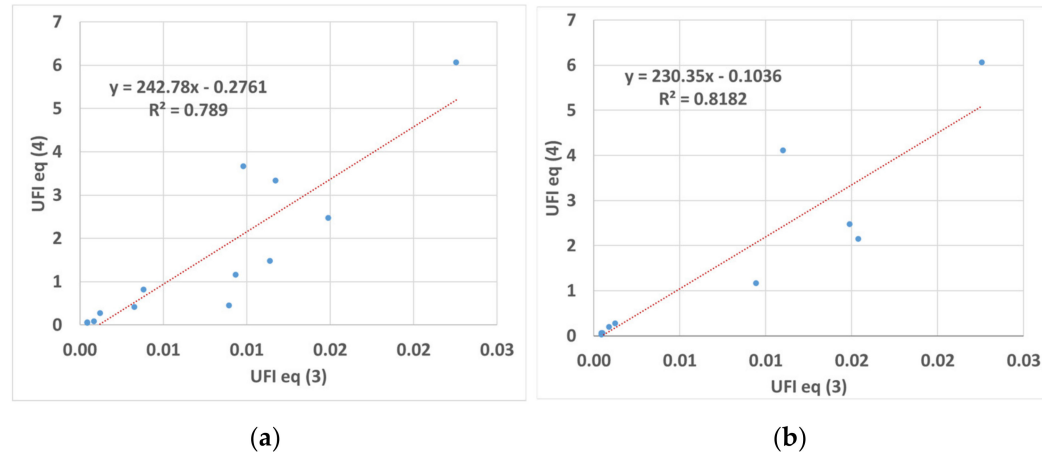 7
6
5
4
3
2
1
0
UFI eq (4)
y = 242.78x - 0.2761
R² = 0.789
0.00 0.01 0.01 0.02 0.02 0.03
UFI eq (3)
(a)
7
6
5
4
3
2
1
0
UFI eq (4)
y = 230.35x - 0.1036
R² = 0.8182
0.00 0.01 0.01 0.02 0.02 0.03
UFI eq (3)
(b)